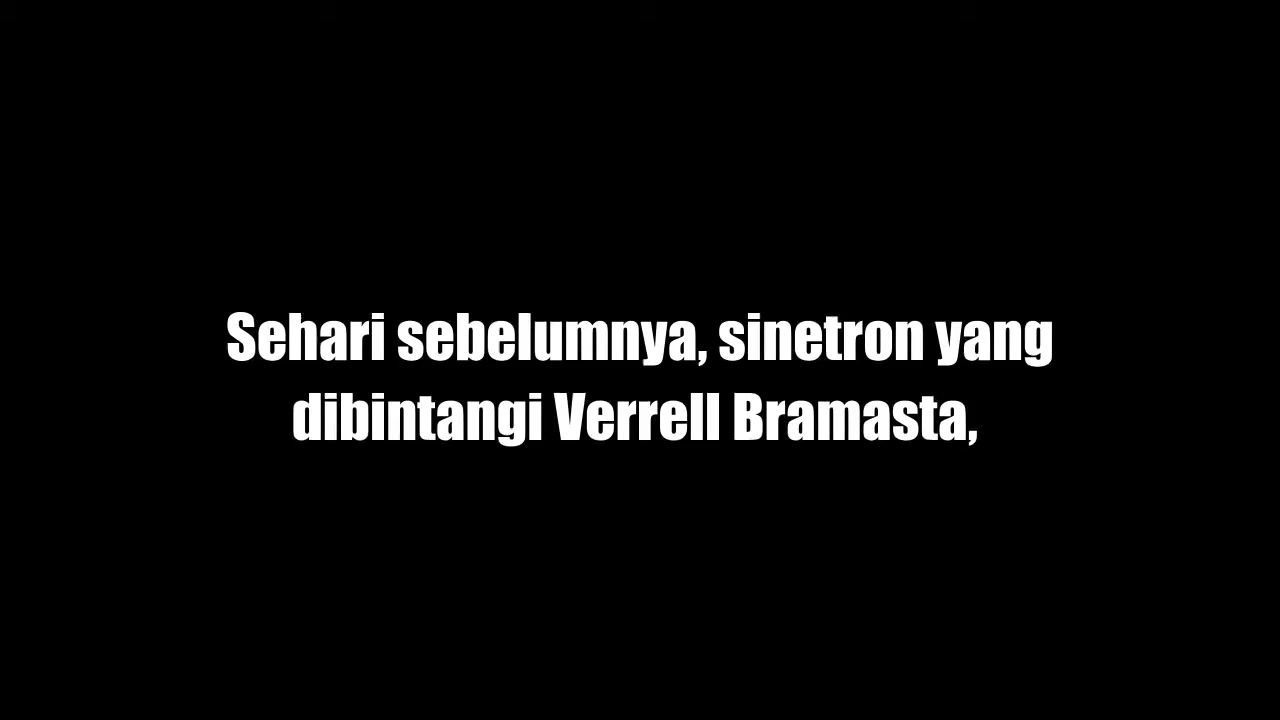 Sehari sebelumnya, sinetron yang
dibintangi Verrell Bramasta,